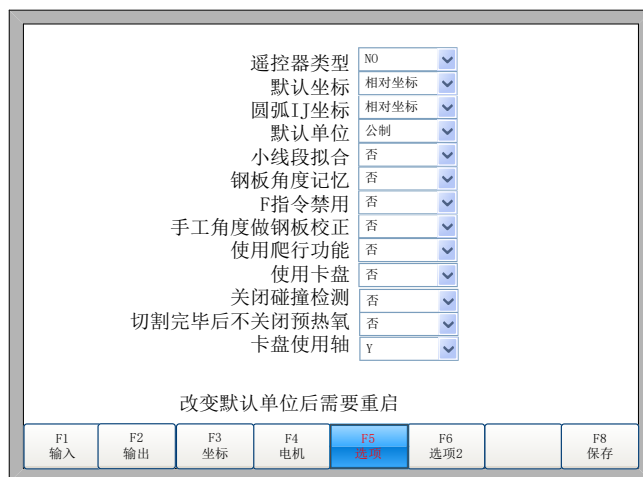 遥控器类型 NO
默认坐标 相对坐标
圆弧IJ坐标 相对坐标
默认单位 公制
小线段拟合 否
钢板角度记忆 否
F指令禁用 否
手工角度做钢板校正 否
使用爬行功能 否
使用卡盘 否
关闭碰撞检测 否
切割完毕后不关闭预热氧 否
卡盘使用轴 Y
改变默认单位后需要重启
F1 F2 F3 F4 F5 F6 F8
输入 输出 坐标 电机 选项 选项2 保存